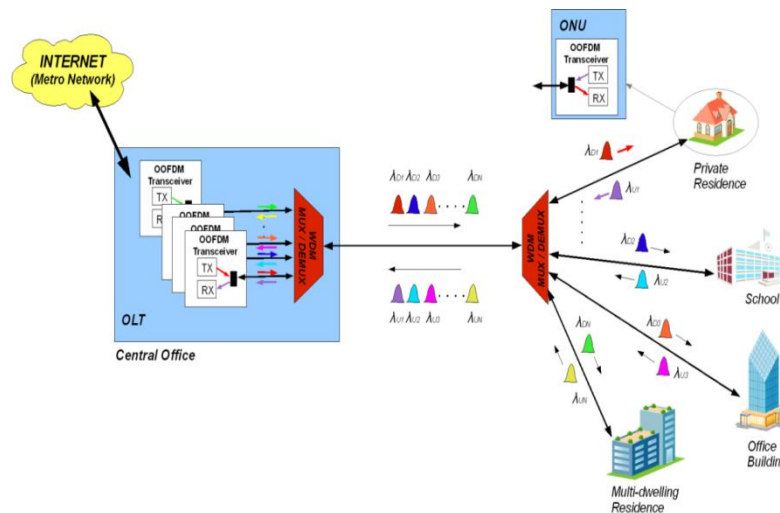 INTERNET
(Metro Network)
OOFDM
Transceiver
TX
R
OOFDM
Transceiver
TX
RX
OLT
Central Office
WDM
MUX / DEMUX
λD1 λD2 λD3 λDN
λU1 λU2 λU3 λUN
WDM
MUX / DEMUX
ONU
OOFDM
Transceiver
TX
RX
λD1
λU1
Private
Residence
λD2
λU2
School
λD3
λU3
Office
Buildin
λDN
λUN
Multi-dwelling
Residence